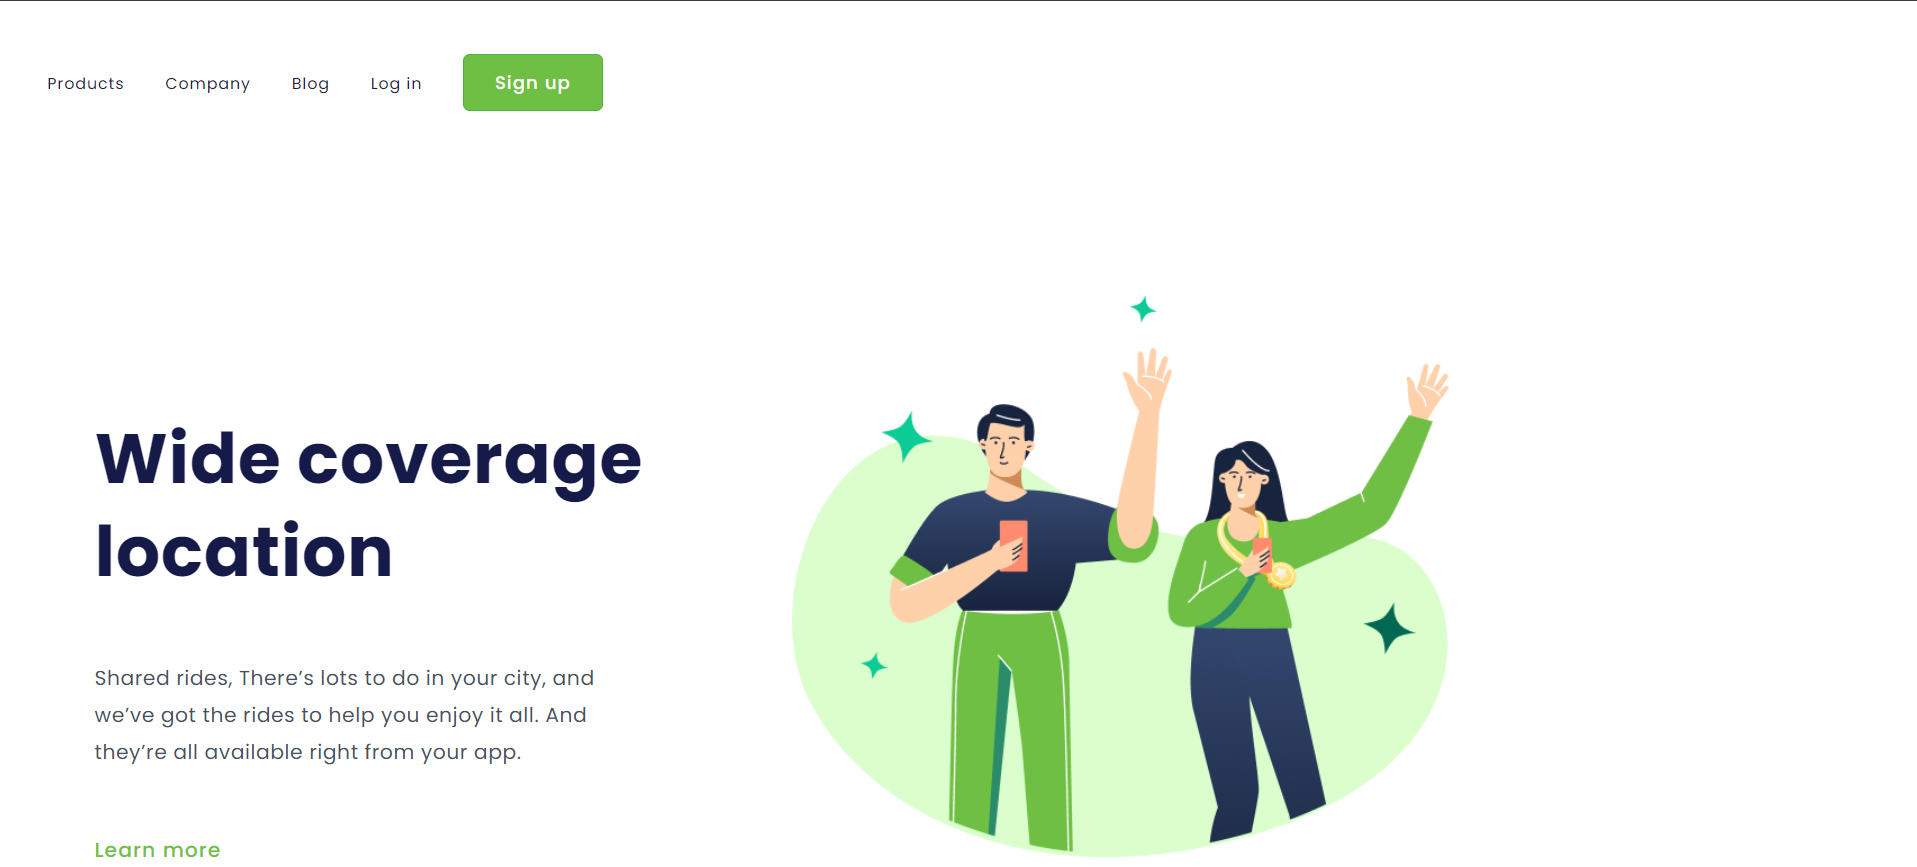 Products Company Blog Log in Sign up
Wide coverage
location
Shared rides, There’s lots to do in your city, and
we’ve got the rides to help you enjoy it all. And
they’re all available right from your app.
Learn more